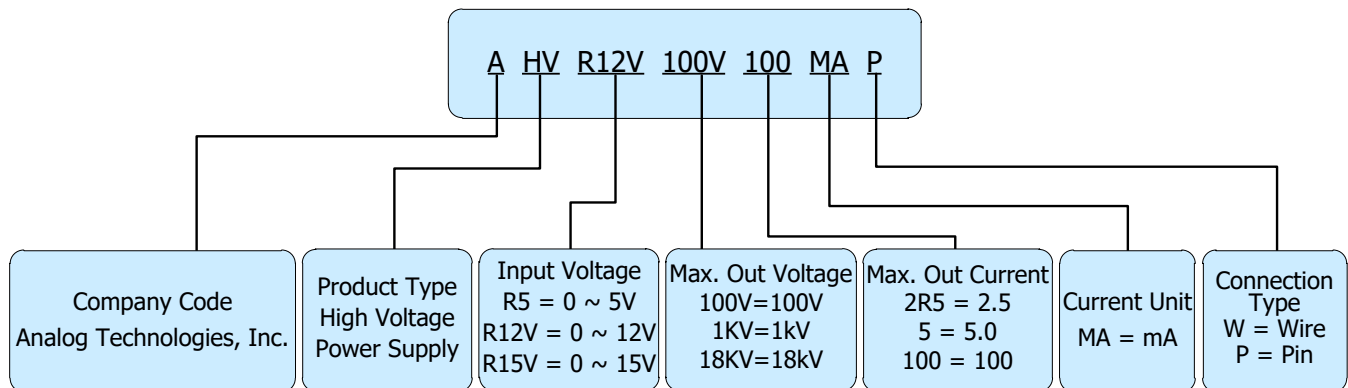 A HV R12V 100V 100 MA P
Company Code
Analog Technologies, Inc.
Product Type
High Voltage
Power Supply
Input Voltage
R5 = 0 ~ 5V
R12V = 0 ~ 12V
R15V = 0 ~ 15V
Max. Out Voltage
100V=100V
1KV=1kV
18KV=18kV
Max. Out Current
2R5 = 2.5
5 = 5.0
100 = 100
Current Unit
MA = mA
Connection
Type
W = Wire
P = Pin